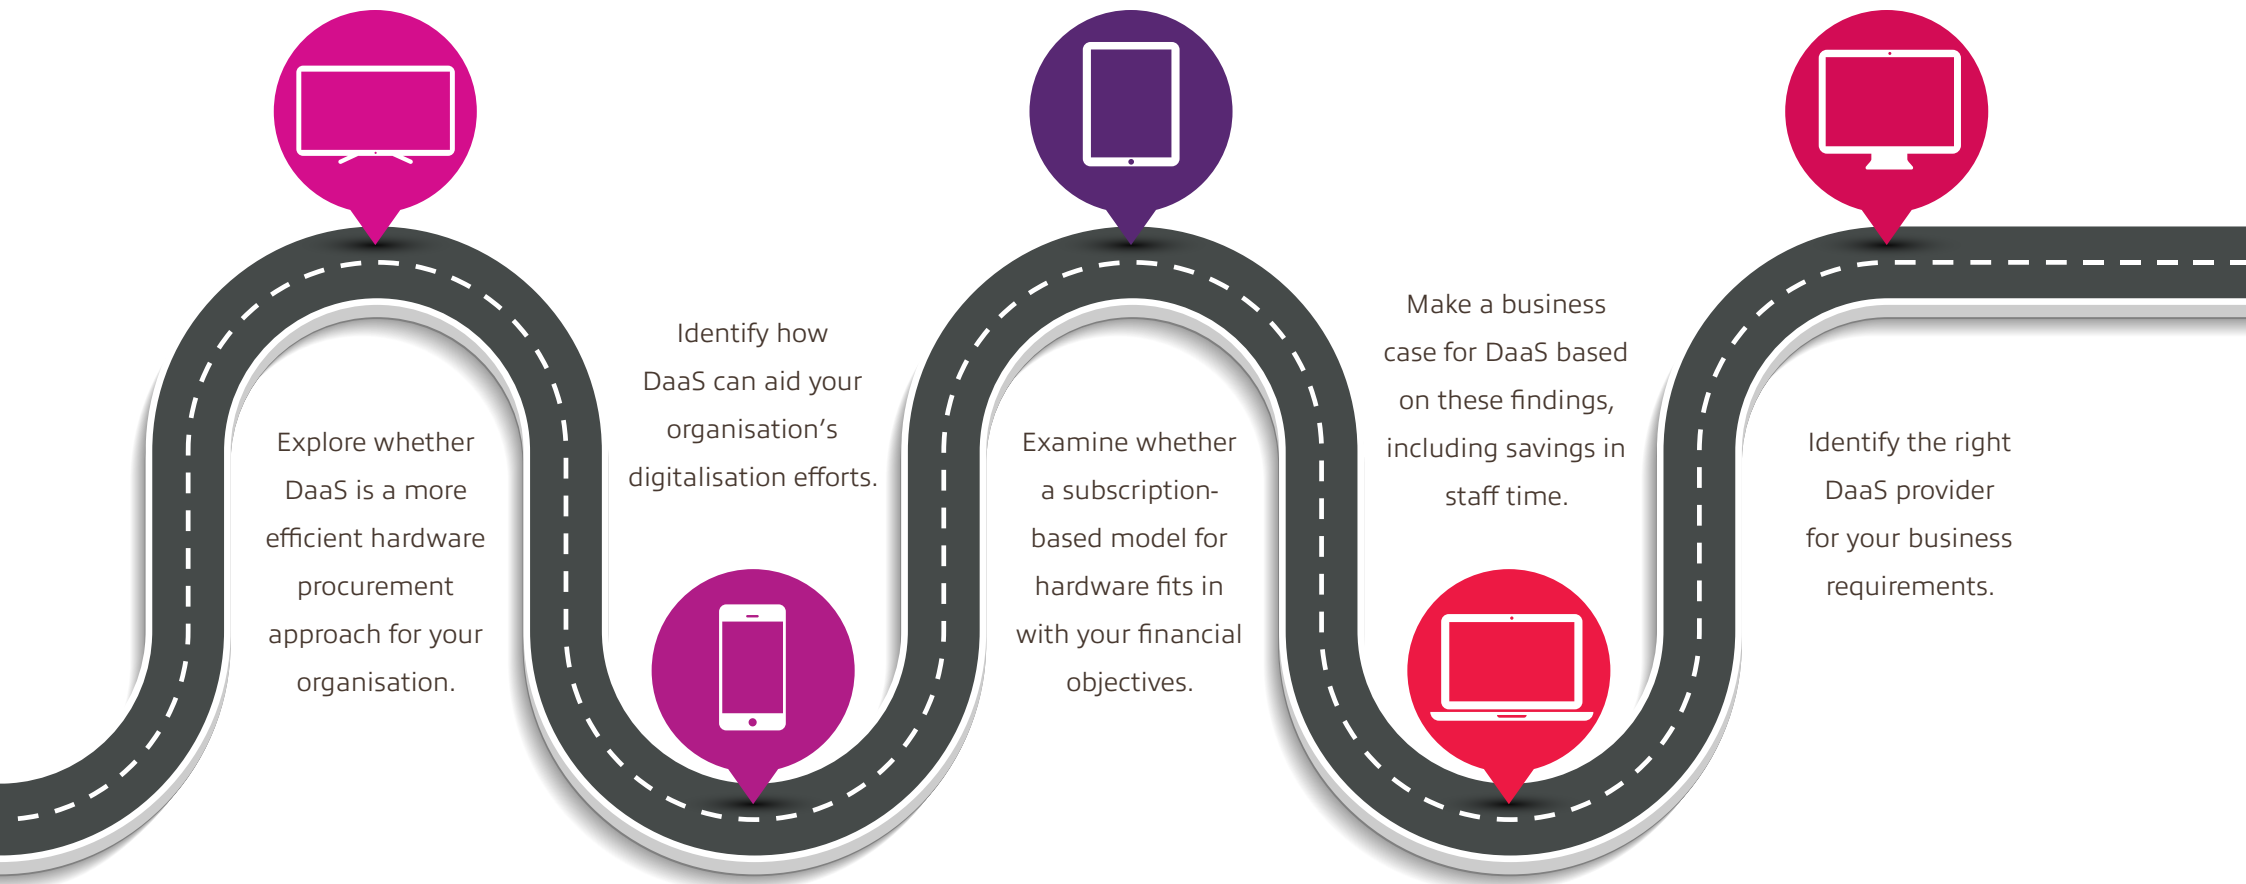 Explore whether
DaaS is a more
efficient hardware
procurement
approach for your
organisation.
Identify how
DaaS can aid your
organisation's
digitalisation efforts.
Examine whether
a subscription-
based model for
hardware fits in
with your financial
objectives.
Make a business
case for DaaS based
on these findings,
including savings in
staff time.
Identify the right
DaaS provider
for your business
requirements.